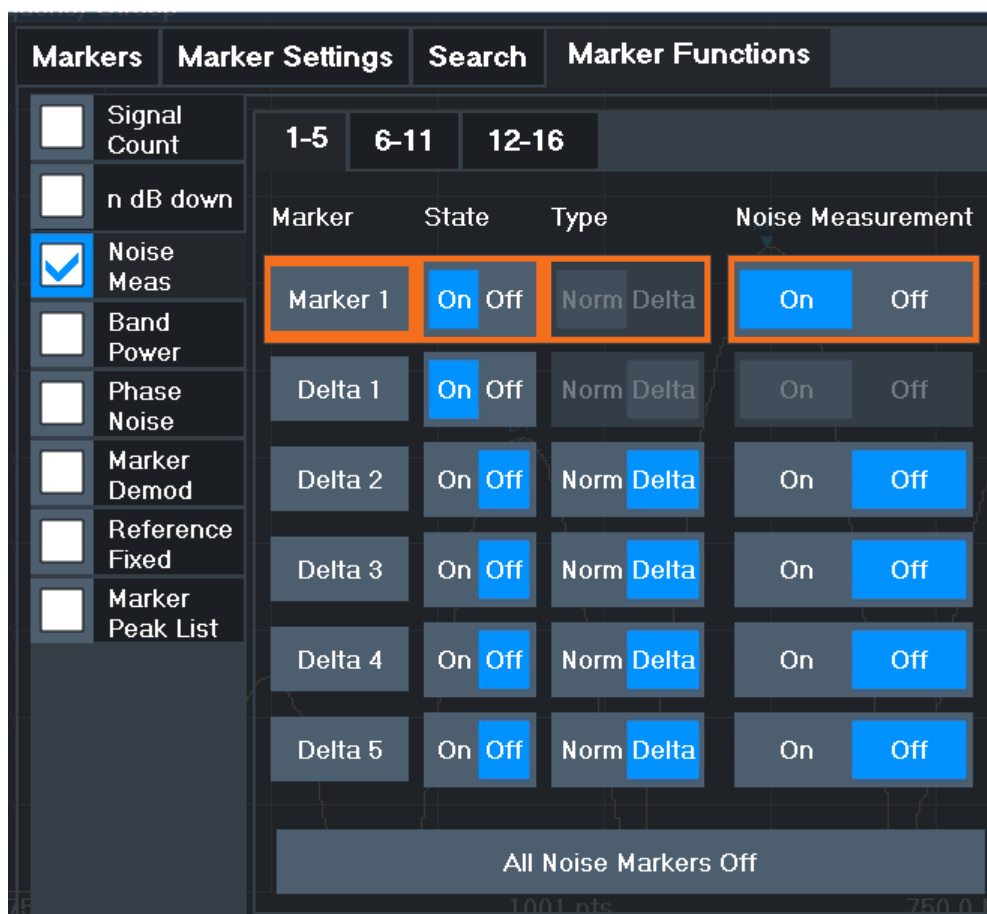 Markers Marker Settings Search Marker Functions
Signal
Count
n dB down
Noise
Meas
Band
Power
Phase
Noise
Marker
Demod
Reference
Fixed
Marker
Peak List
1-5 6-11 12-16
Marker State Type Noise Measurement
Marker 1 On Off Norm Delta On Off
Delta 1 On Off Norm Delta On Off
Delta 2 On Off Norm Delta On Off
Delta 3 On Off Norm Delta On Off
Delta 4 On Off Norm Delta On Off
Delta 5 On Off Norm Delta On Off
All Noise Markers Off
1001 pts